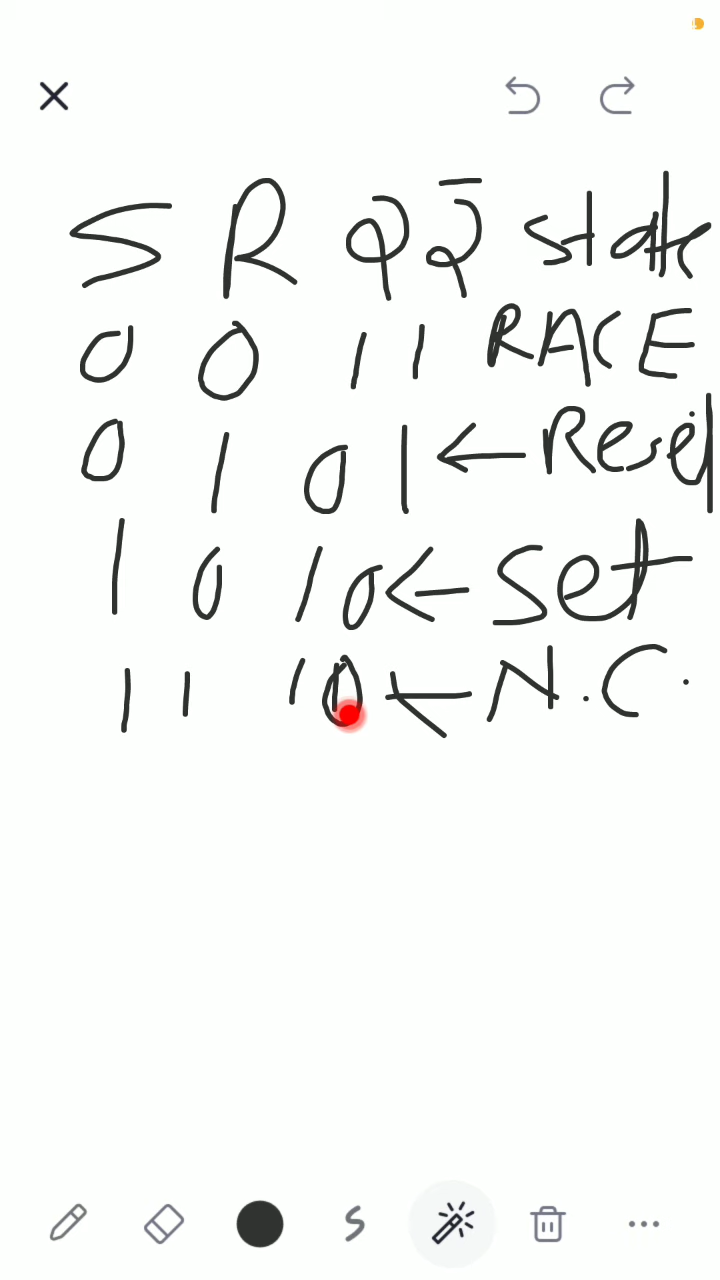 S R Q Q̅ state
0 0 1 1 RACE
0 1 0 1 ← Reset
1 0 1 0 ← set
1 1 1 0 ← N.C.